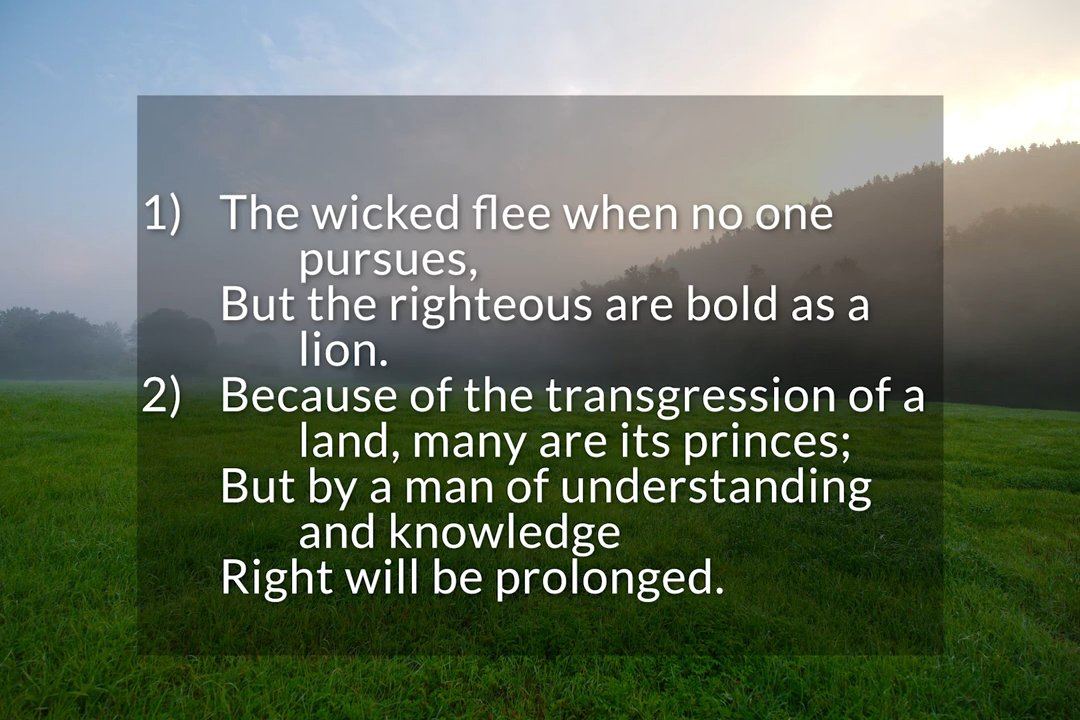 1) The wicked flee when no one
pursues,
But the righteous are bold as a
lion.
2) Because of the transgression of a
land, many are its princes;
But by a man of understanding
and knowledge
Right will be prolonged.